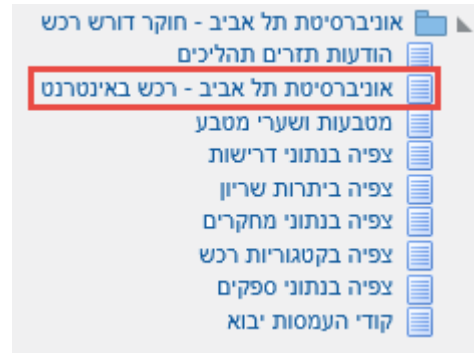 אוניברסיטת תל אביב - חוקר דורש רכש
הודעות תזרים תהליכים
אוניברסיטת תל אביב - רכש באינטרנט
מטבעות ושערי מטבע
צפיה בנתוני דרישות
צפיה ביתרות שריון
צפיה בנתוני מחקרים
צפיה בקטגוריות רכש
צפיה בנתוני ספקים
קודי העמסות יבוא